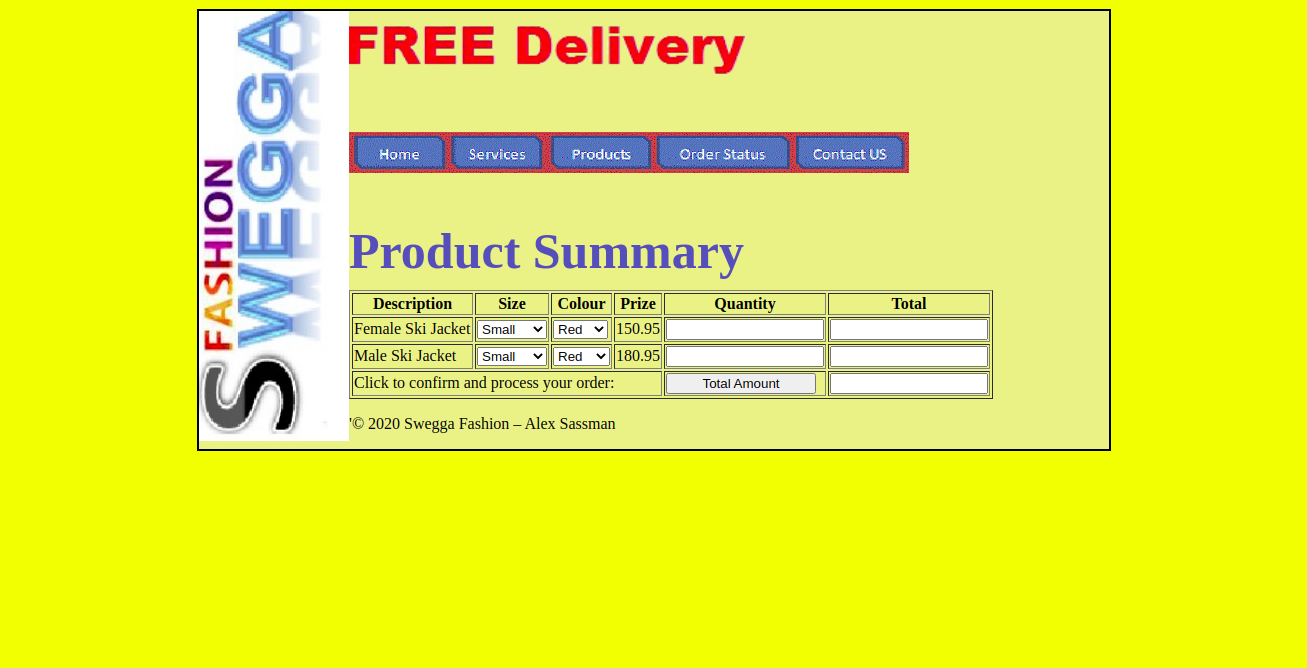 SWEGGA
FASHION
FREE Delivery
Home Services Products Order Status Contact US
Product Summary
Description Size Colour Prize Quantity Total
Female Ski Jacket Small Red 150.95
Male Ski Jacket Small Red 180.95
Click to confirm and process your order: Total Amount
'© 2020 Swegga Fashion – Alex Sassman